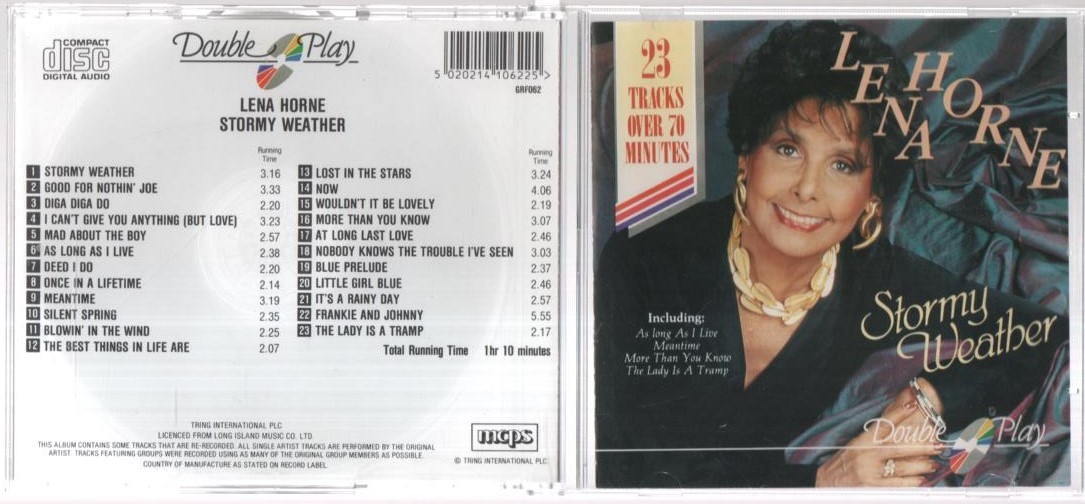 COMPACT
disc
DIGITAL AUDIO
Double Play
5 020214 106225 >
GRF062
LENA HORNE
STORMY WEATHER
Running
Time
1 STORMY WEATHER 3.16
2 GOOD FOR NOTHIN' JOE 3.33
3 DIGA DIGA DO 2.20
4 I CAN'T GIVE YOU ANYTHING (BUT LOVE) 3.23
5 MAD ABOUT THE BOY 2.57
6 AS LONG AS I LIVE 2.38
7 DEED I DO 2.20
8 ONCE IN A LIFETIME 2.14
9 MEANTIME 3.19
10 SILENT SPRING 2.35
11 BLOWIN' IN THE WIND 2.25
12 THE BEST THINGS IN LIFE ARE 2.07
Running
Time
13 LOST IN THE STARS 3.24
14 NOW 4.06
15 WOULDN'T IT BE LOVELY 2.19
16 MORE THAN YOU KNOW 3.07
17 AT LONG LAST LOVE 2.46
18 NOBODY KNOWS THE TROUBLE I'VE SEEN 3.03
19 BLUE PRELUDE 2.37
20 LITTLE GIRL BLUE 2.46
21 IT'S A RAINY DAY 2.57
22 FRANKIE AND JOHNNY 5.55
23 THE LADY IS A TRAMP 2.17
Total Running Time 1hr 10 minutes
TRING INTERNATIONAL PLC
LICENCED FROM LONG ISLAND MUSIC CO. LTD.
THIS ALBUM CONTAINS SOME TRACKS THAT ARE RE-RECORDED. ALL SINGLE ARTIST TRACKS ARE PERFORMED BY THE ORIGINAL
ARTIST. TRACKS FEATURING GROUPS WERE RECORDED USING AS MANY OF THE ORIGINAL GROUP MEMBERS AS POSSIBLE.
COUNTRY OF MANUFACTURE AS STATED ON RECORD LABEL
mcps
© TRING INTERNATIONAL PLC
23
TRACKS
OVER 70
MINUTES
LENA HORNE
Including:
As long As I Live
Meantime
More Than You Know
The Lady Is A Tramp
Stormy
Weather
Double Play